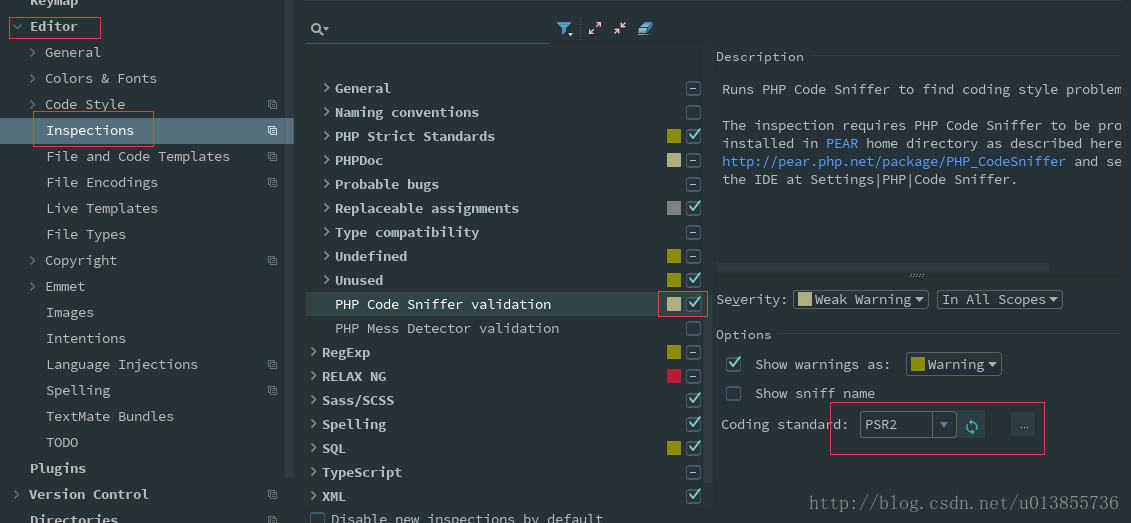 Keymap
Editor
General
Colors & Fonts
Code Style
Inspections
File and Code Templates
File Encodings
Live Templates
File Types
Copyright
Emmet
Images
Intentions
Language Injections
Spelling
TextMate Bundles
TODO
Plugins
Version Control
Directories
General
Naming conventions
PHP Strict Standards
PHPDoc
Probable bugs
Replaceable assignments
Type compatibility
Undefined
Unused
PHP Code Sniffer validation
PHP Mess Detector validation
RegExp
RELAX NG
Sass/SCSS
Spelling
SQL
TypeScript
XML
Disable new inspections by default
Description
Runs PHP Code Sniffer to find coding style problem
The inspection requires PHP Code Sniffer to be pro
installed in PEAR home directory as described here
http://pear.php.net/package/PHP_CodeSniffer and se
the IDE at Settings|PHP|Code Sniffer.
Severity: Weak Warning In All Scopes
Options
Show warnings as: Warning
Show sniff name
Coding standard: PSR2 ...
http://blog.csdn.net/u013855736